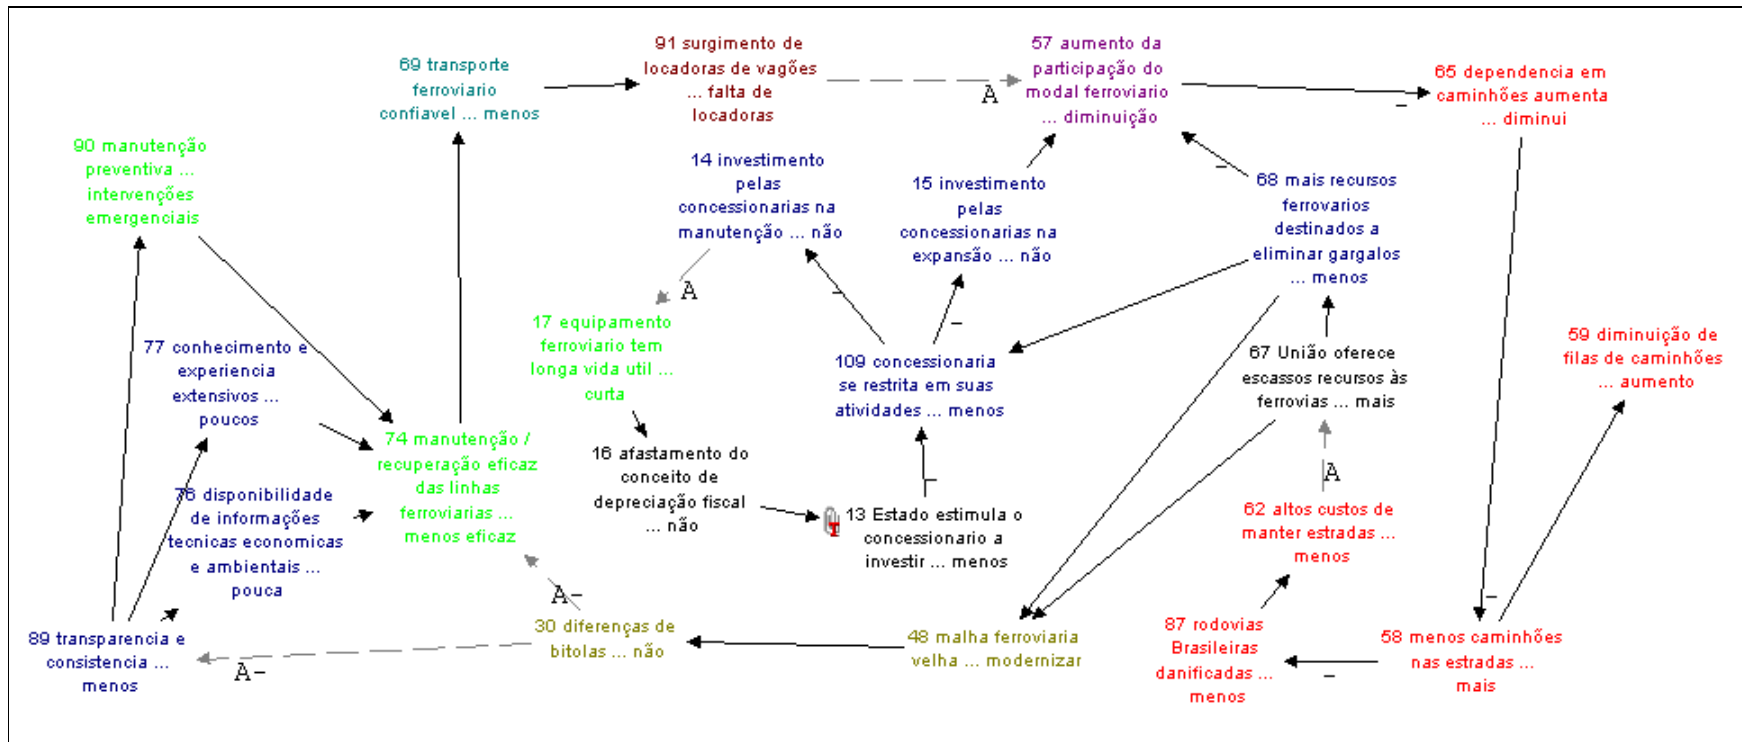 91 surgimento de
locadoras de vagões
... falta de
locadoras
57 aumento da
participação do
modal ferroviario
... diminuição
69 transporte
ferroviario
confiavel ... menos
65 dependencia em
caminhões aumenta
... diminui
A
–
90 manutenção
preventiva ...
intervenções
emergenciais
14 investimento
pelas
concessionarias na
manutenção ... não
15 investimento
pelas
concessionarias na
expansão ... não
–
68 mais recursos
ferrovarios
destinados a
eliminar gargalos
... menos
A
–
–
17 equipamento
ferroviario tem
longa vida util ...
curta
77 conhecimento e
experiencia
extensivos ...
poucos
109 concessionaria
se restrita em suas
atividades ... menos
67 União oferece
escassos recursos às
ferrovias ... mais
59 diminuição de
filas de caminhões
... aumento
74 manutenção /
recuperação eficaz
das linhas
ferroviarias ...
menos eficaz
16 afastamento do
conceito de
depreciação fiscal
... não
–
A
76 disponibilidade
de informações
tecnicas economicas
e ambientais ...
pouca
13 Estado estimula o
concessionario a
investir ... menos
62 altos custos de
manter estradas ...
menos
A–
–
89 transparencia e
consistencia ...
menos
30 diferenças de
bitolas ... não
48 malha ferroviaria
velha ... modernizar
87 rodovias
Brasileiras
danificadas ...
menos
58 menos caminhões
nas estradas ...
mais
A–
–